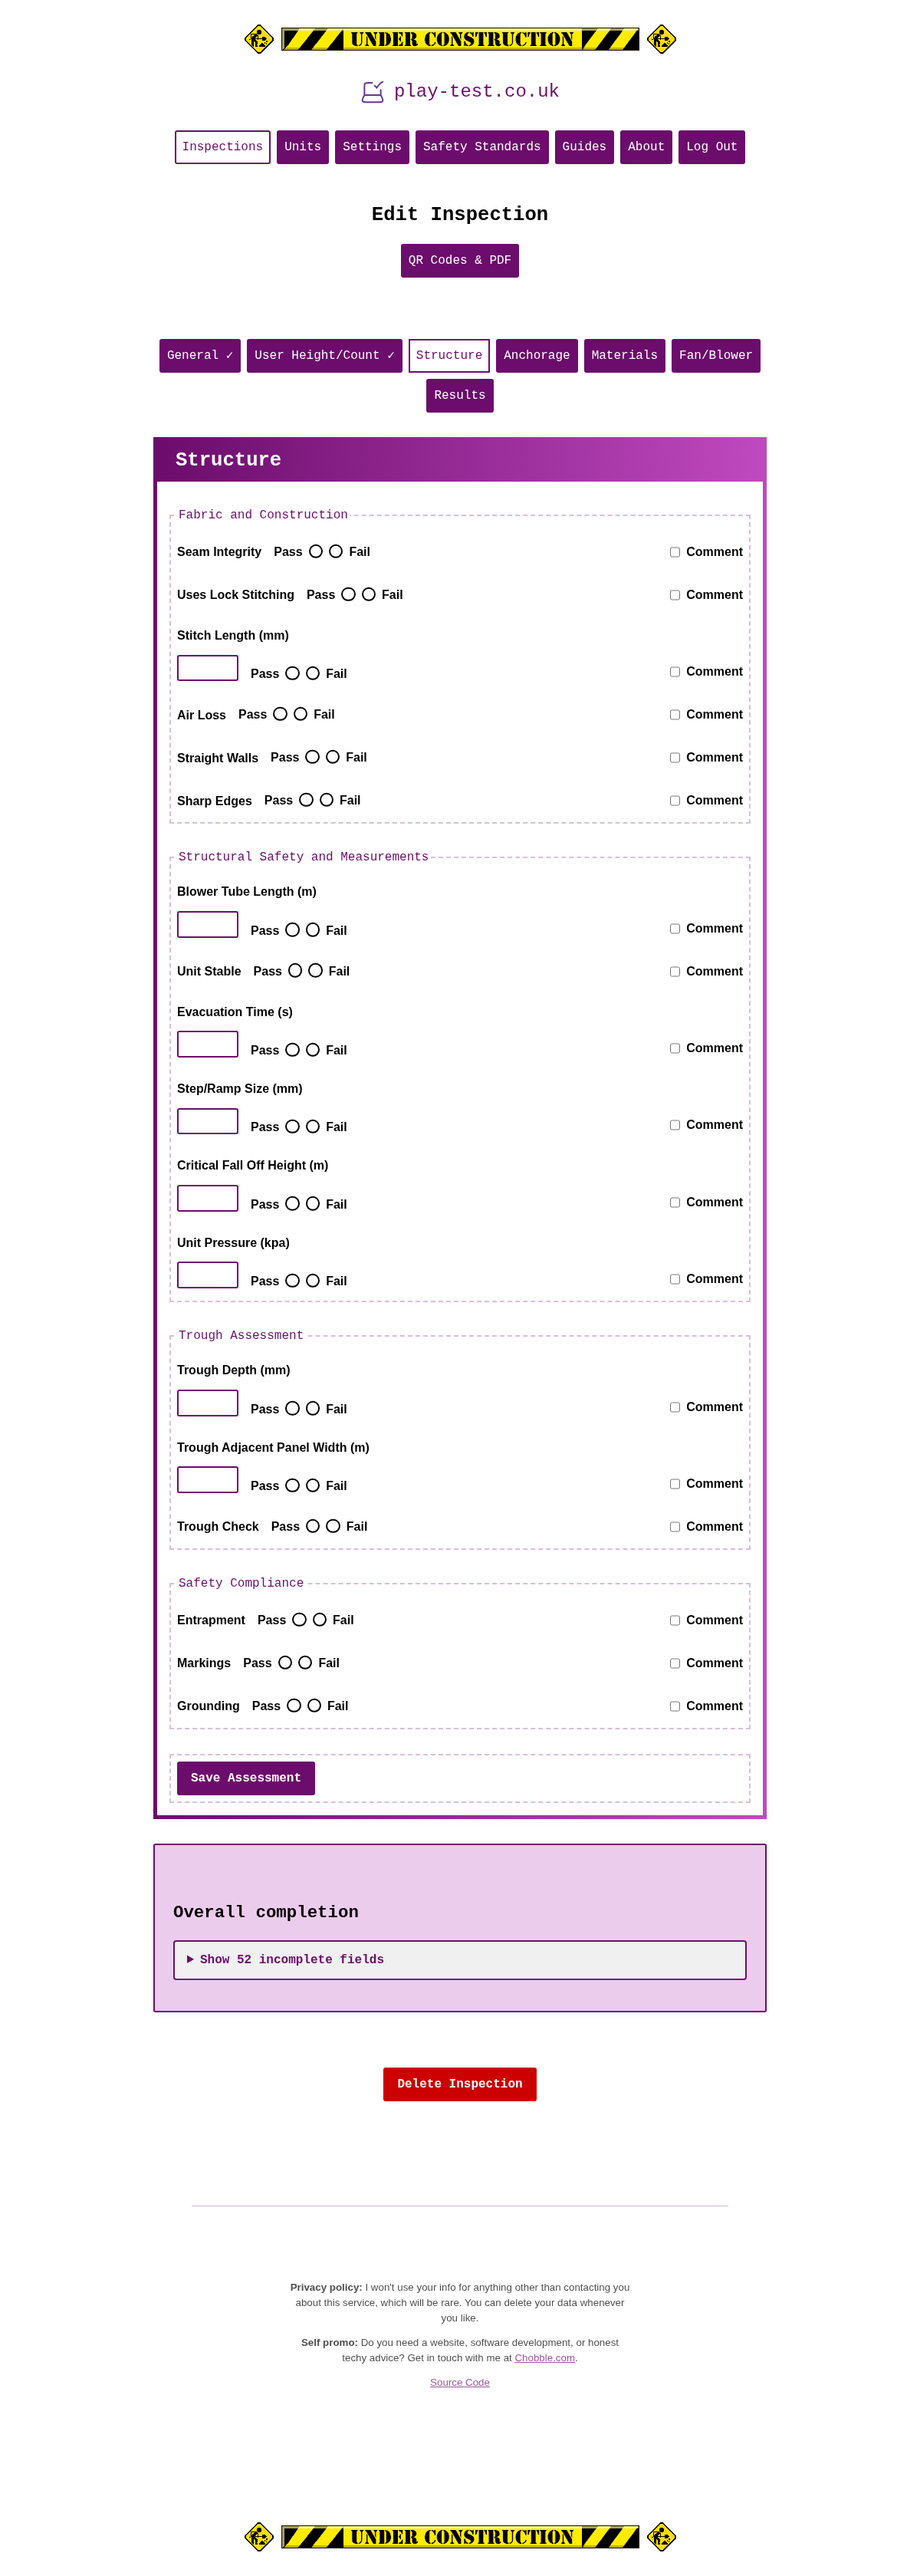 UNDER CONSTRUCTION
play-test.co.uk
Inspections Units Settings Safety Standards Guides About Log Out
Edit Inspection
QR Codes & PDF
General ✓ User Height/Count ✓ Structure Anchorage Materials Fan/Blower
Results
Structure
Fabric and Construction
Seam Integrity Pass Fail Comment
Uses Lock Stitching Pass Fail Comment
Stitch Length (mm)
Pass Fail Comment
Air Loss Pass Fail Comment
Straight Walls Pass Fail Comment
Sharp Edges Pass Fail Comment
Structural Safety and Measurements
Blower Tube Length (m)
Pass Fail Comment
Unit Stable Pass Fail Comment
Evacuation Time (s)
Pass Fail Comment
Step/Ramp Size (mm)
Pass Fail Comment
Critical Fall Off Height (m)
Pass Fail Comment
Unit Pressure (kpa)
Pass Fail Comment
Trough Assessment
Trough Depth (mm)
Pass Fail Comment
Trough Adjacent Panel Width (m)
Pass Fail Comment
Trough Check Pass Fail Comment
Safety Compliance
Entrapment Pass Fail Comment
Markings Pass Fail Comment
Grounding Pass Fail Comment
Save Assessment
Overall completion
Show 52 incomplete fields
Delete Inspection
Privacy policy: I won't use your info for anything other than contacting you
about this service, which will be rare. You can delete your data whenever
you like.
Self promo: Do you need a website, software development, or honest
techy advice? Get in touch with me at Chobble.com.
Source Code
UNDER CONSTRUCTION